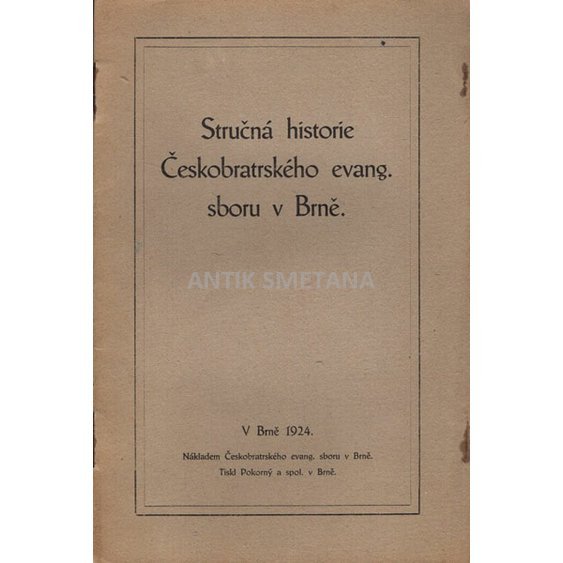 Stručná historie
Českobratrského evang.
sboru v Brně.
ANTIK SMETANA
V Brně 1924.
Nákladem Českobratrského evang. sboru v Brně.
Tiskl Pokorný a spol. v Brně.